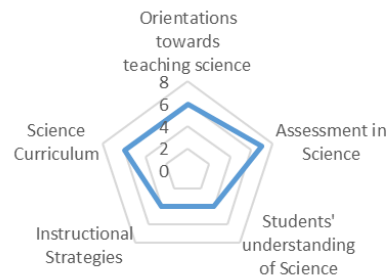 Orientations
towards
teaching science
8
6
4
2
0
Assessment in
Science
Students'
understanding
of Science
Instructional
Strategies
Science
Curriculum